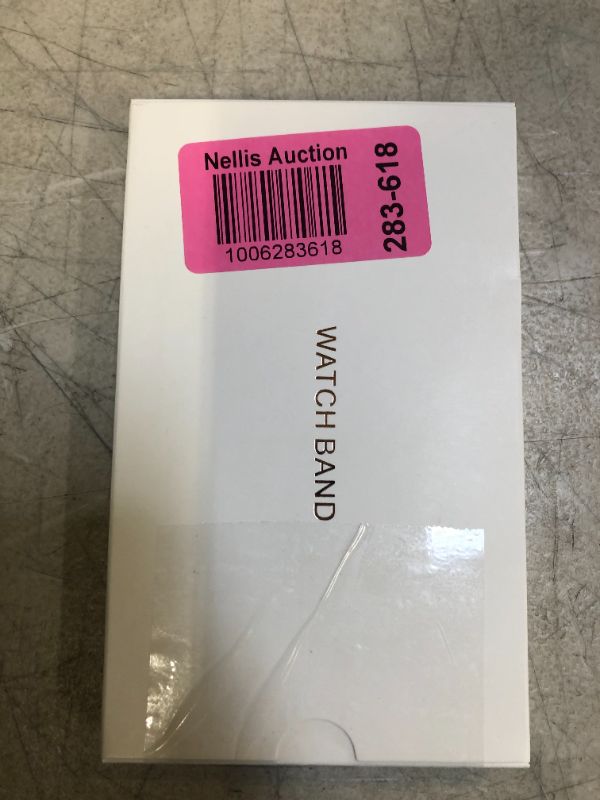 Nellis Auction
1006283618
283-618
WATCH BAND